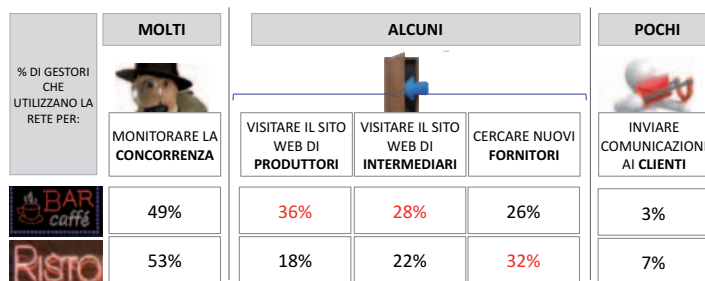 MOLTI
ALCUNI
POCHI
% DI GESTORI
CHE
UTILIZZANO LA
RETE PER:
MONITORARE LA
CONCORRENZA
VISITARE IL SITO
WEB DI
PRODUTTORI
VISITARE IL SITO
WEB DI
INTERMEDIARI
CERCARE NUOVI
FORNITORI
INVIARE
COMUNICAZIONI
AI CLIENTI
BAR
caffé
49%
36%
28%
26%
3%
RISTO
53%
18%
22%
32%
7%